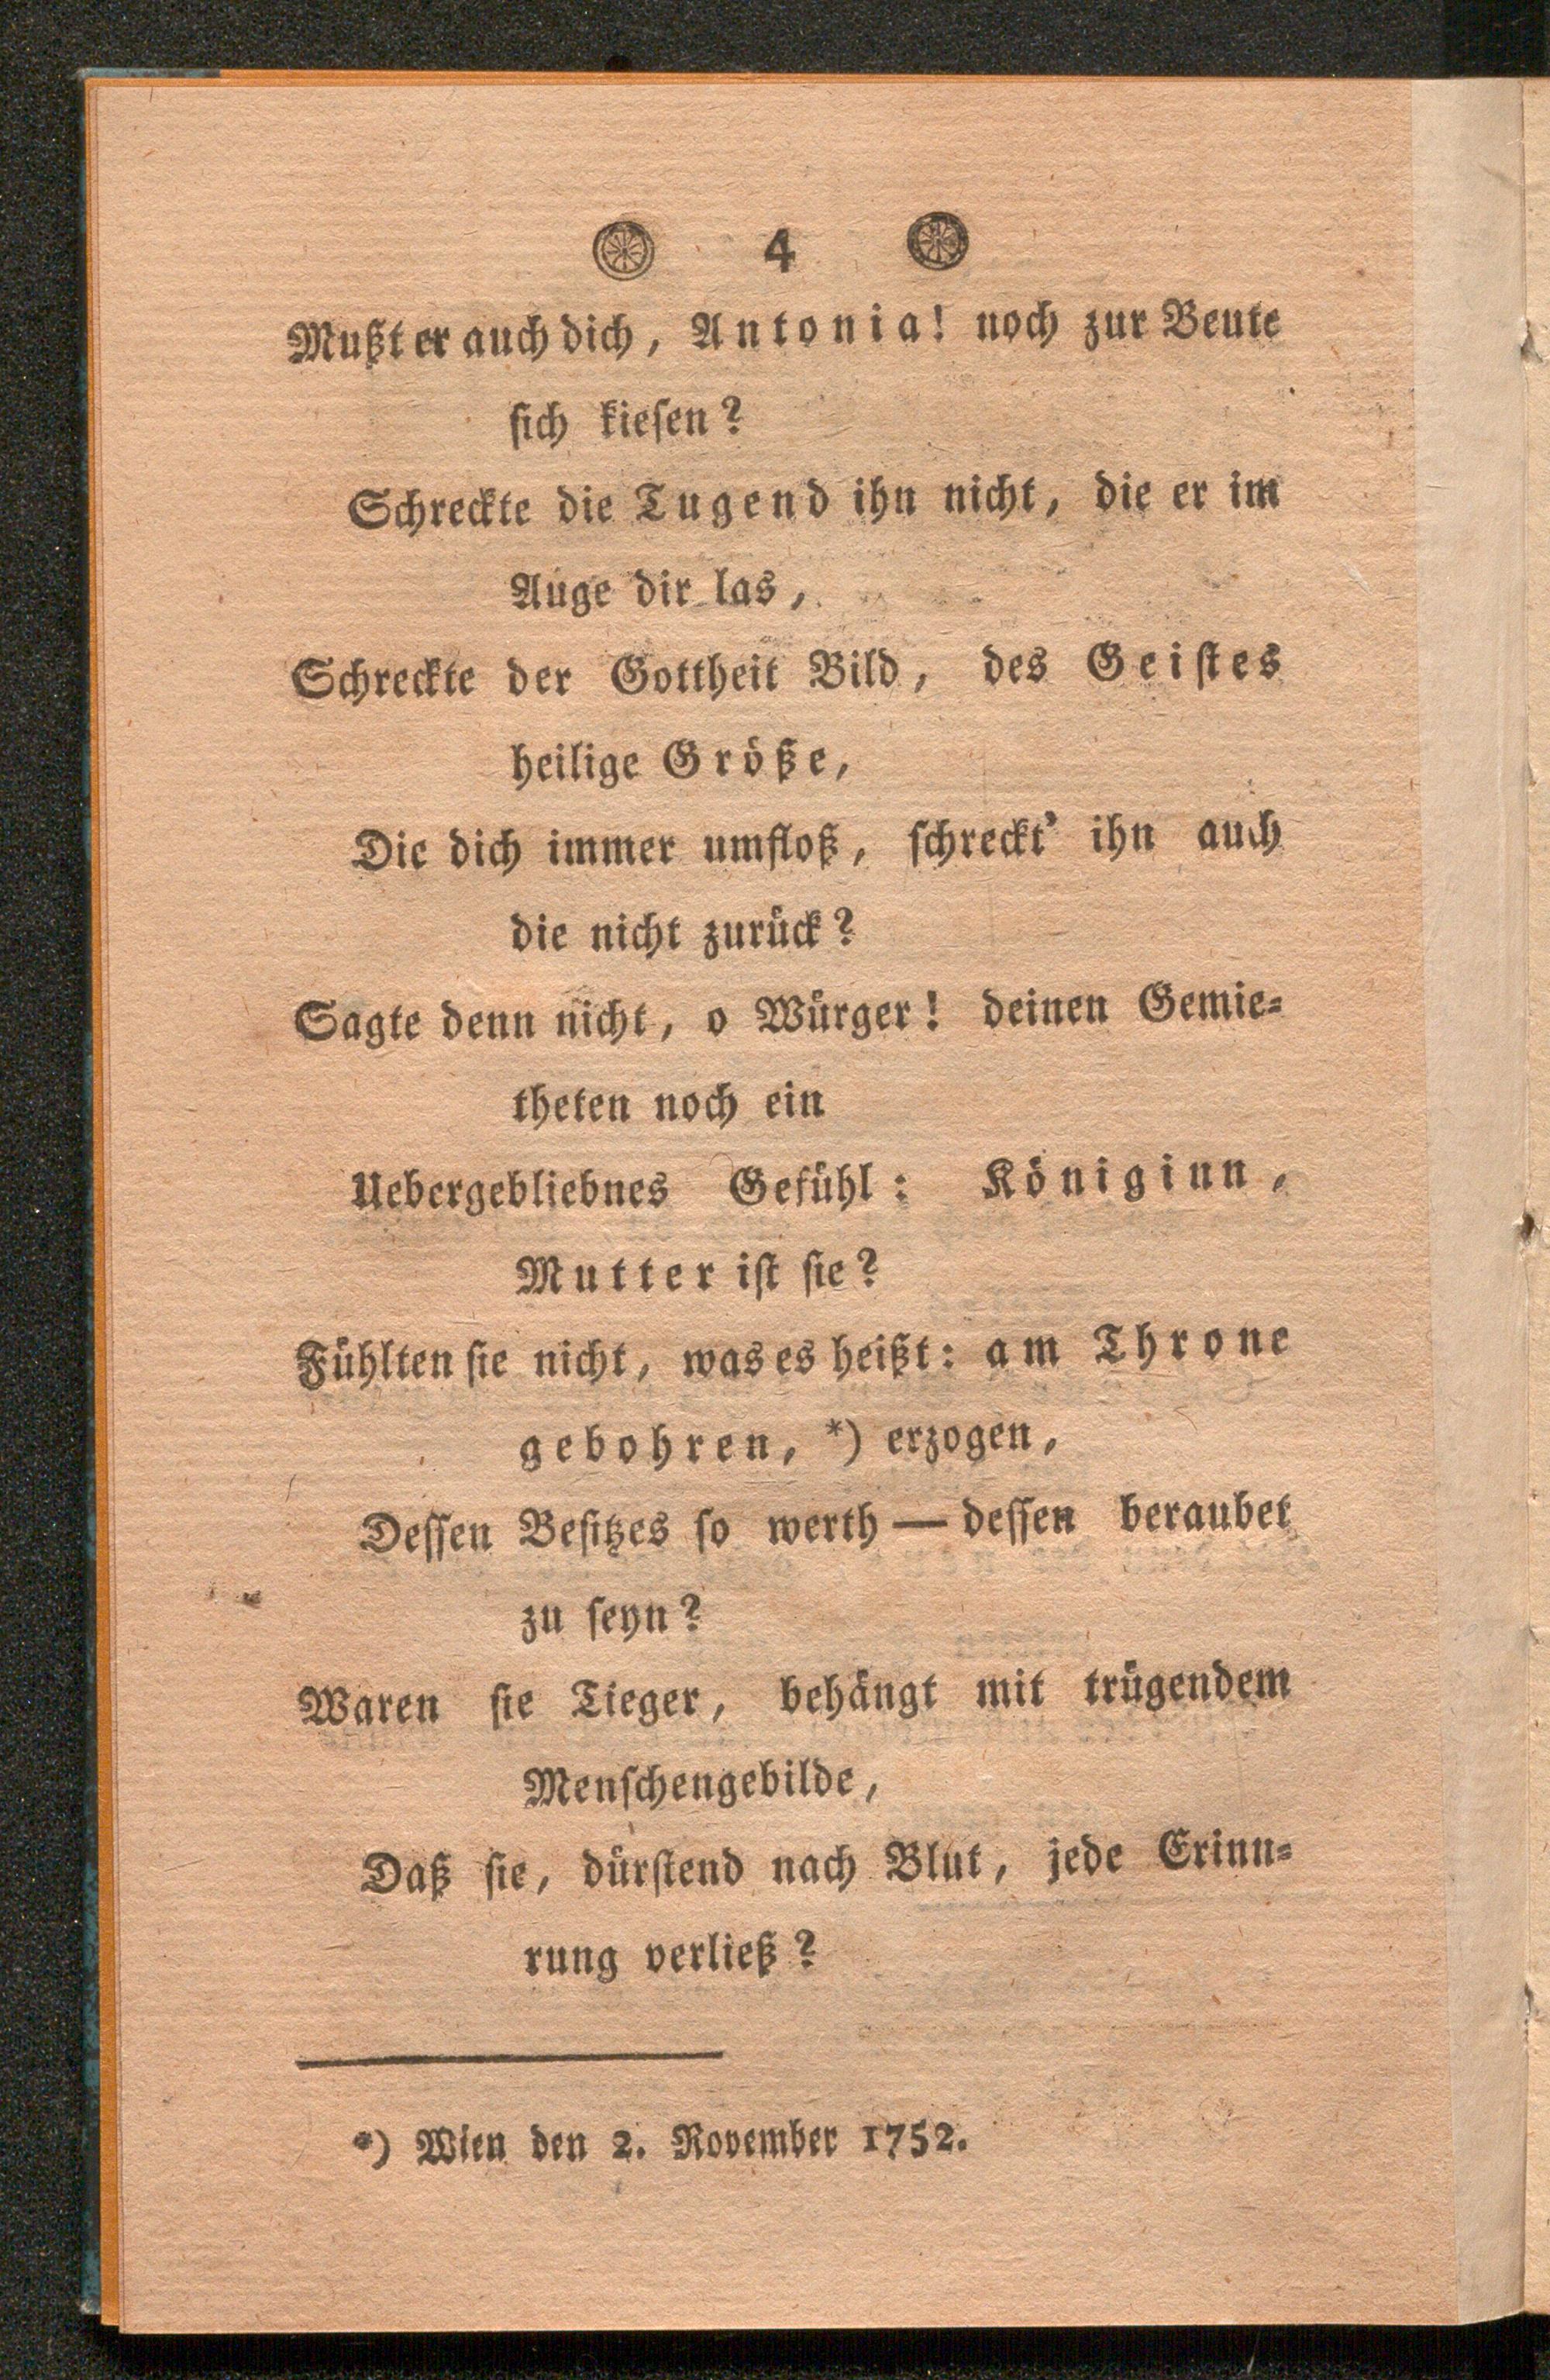 4
Mußt er auch dich, Antonia! noch zur Beute
sich kiesen?
Schreckte die Tugend ihn nicht, die er im
Auge dir las,
Schreckte der Gottheit Bild, des Geistes
heilige Größe,
Die dich immer umfloß, schreckt' ihn auch
die nicht zurück?
Sagte denn nicht, o Würger! deinen Gemie-
theten noch ein
Uebergebliebnes Gefühl: Königinn,
Mutter ist sie?
Fühlten sie nicht, was es heißt: am Throne
gebohren, *) erzogen,
Dessen Besitzes so werth — dessen beraubet
zu seyn?
Waren sie Tieger, behängt mit trügendem
Menschengebilde,
Daß sie, dürstend nach Blut, jede Erinn-
rung verließ?
*) Wien den 2. November 1752.